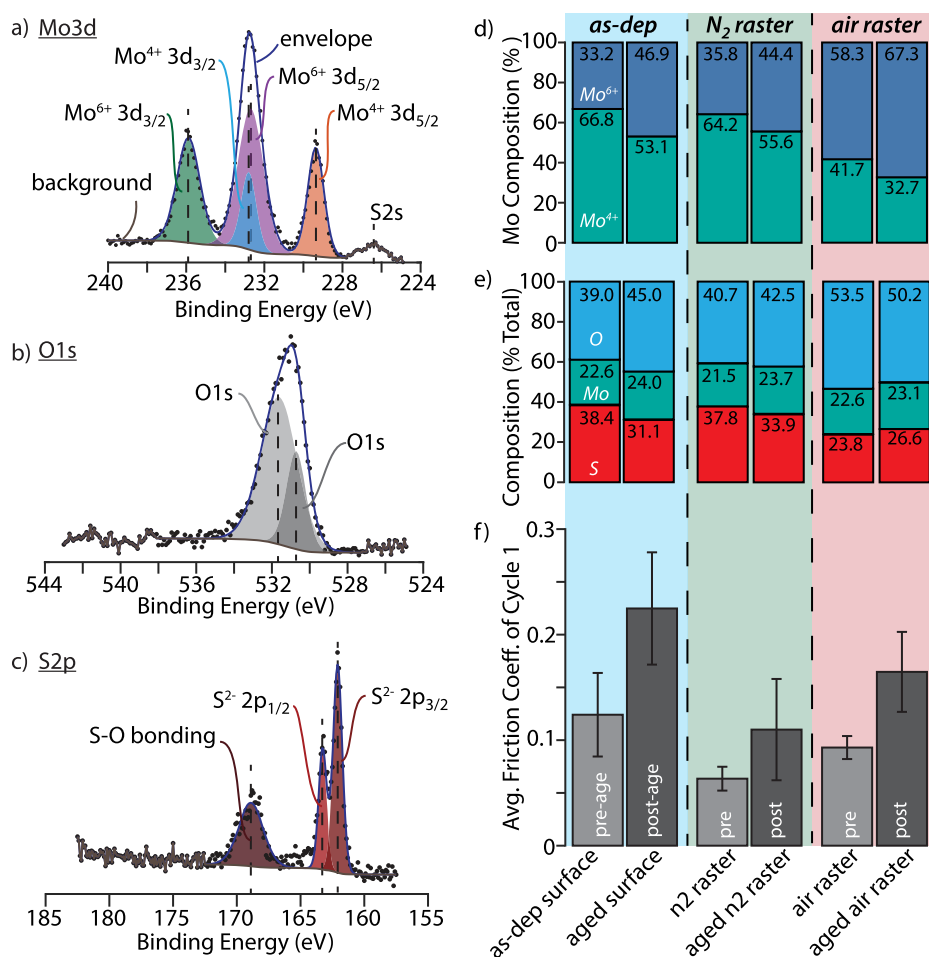 a) Mo3d
Mo⁴⁺ 3d₃/₂
envelope
Mo⁶⁺ 3d₅/₂
Mo⁶⁺ 3d₃/₂
Mo⁴⁺ 3d₅/₂
background
S2s
240 236 232 228 224
Binding Energy (eV)
b) O1s
O1s
O1s
544 540 536 532 528 524
Binding Energy (eV)
c) S2p
S²⁻ 2p₁/₂
S²⁻ 2p₃/₂
S-O bonding
185 175 170 165 160 155
Binding Energy (eV)
d) as-dep N₂ raster air raster
Mo Composition (%)
100
80
60
40
20
0
33.2 46.9 35.8 44.4 58.3 67.3
Mo⁶⁺
66.8 53.1 64.2 55.6 41.7 32.7
Mo⁴⁺
e)
Composition (% Total)
100
80
60
40
20
0
39.0 45.0 40.7 42.5 53.5 50.2
O
22.6 24.0 21.5 23.7 22.6 23.1
Mo
38.4 31.1 37.8 33.9 23.8 26.6
S
f)
Avg. Friction Coeff. of Cycle 1
0.3
0.2
0.1
0
pre-age post-age pre post pre post
as-dep surface aged surface n2 raster aged n2 raster air raster aged air raster